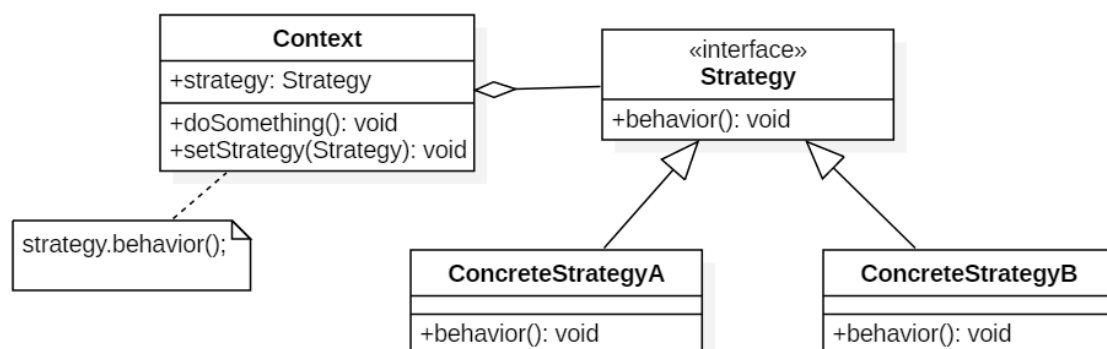 Context
+strategy: Strategy
+doSomething(): void
+setStrategy(Strategy): void
«interface»
Strategy
+behavior(): void
strategy.behavior();
ConcreteStrategyA
+behavior(): void
ConcreteStrategyB
+behavior(): void